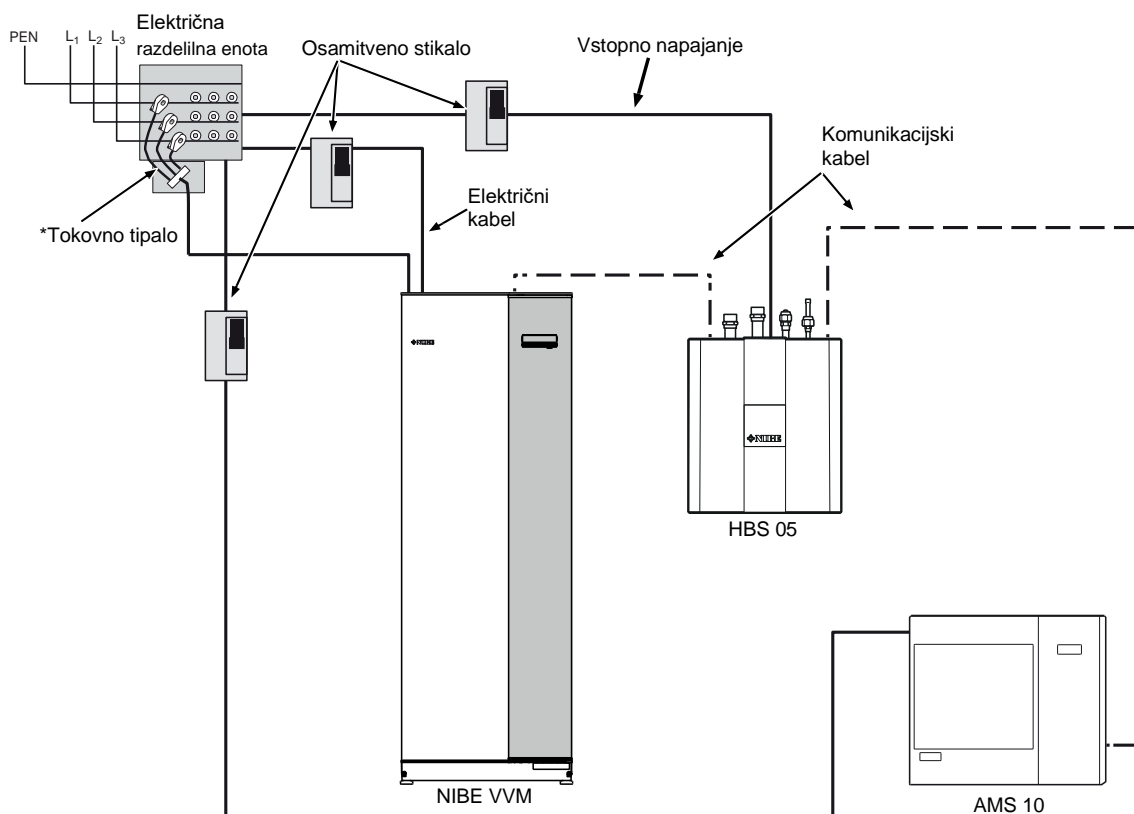 Električna
razdelilna enota
PEN
L1 L2 L3
Osamitveno stikalo
Vstopno napajanje
Komunikacijski
kabel
Električni
kabel
*Tokovno tipalo
NIBE
NIBE
HBS 05
NIBE VVM
AMS 10